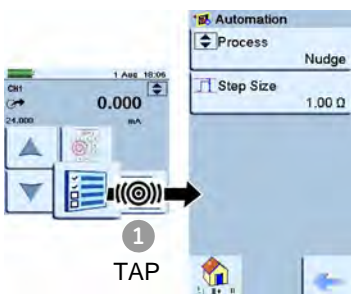 1 Aug 18:06
CH1
0.000
24.000
mA
1
TAP
Automation
Process
Nudge
Step Size
1.00 Ω